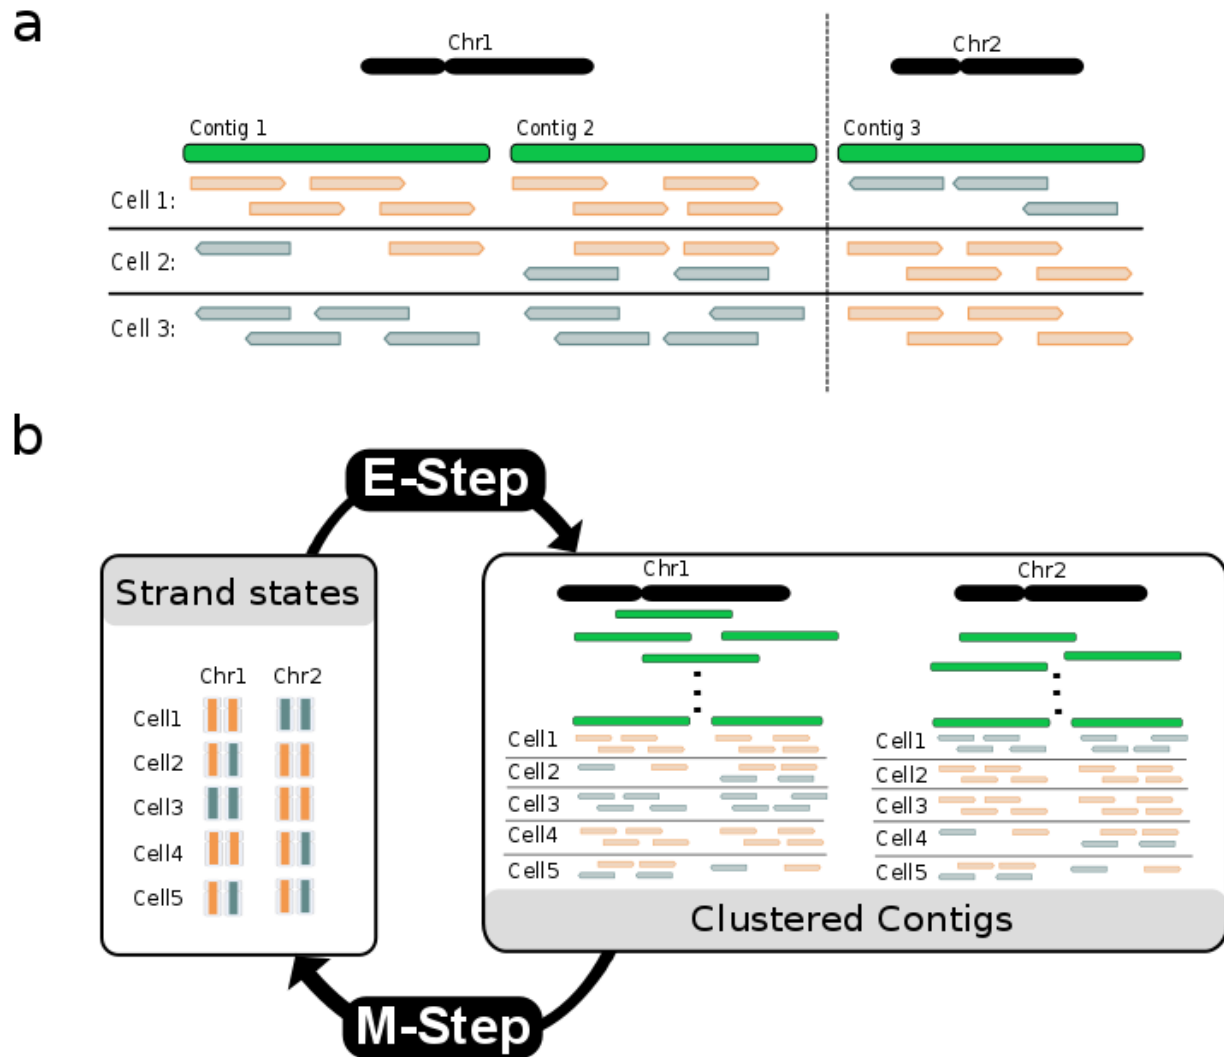 a
Chr1
Chr2
Contig 1
Contig 2
Contig 3
Cell 1:
Cell 2:
Cell 3:
b
E-Step
Strand states
Chr1
Chr2
Cell1
Cell2
Cell3
Cell4
Cell5
Chr1
Chr2
Cell1
Cell2
Cell3
Cell4
Cell5
Cell1
Cell2
Cell3
Cell4
Cell5
Clustered Contigs
M-Step